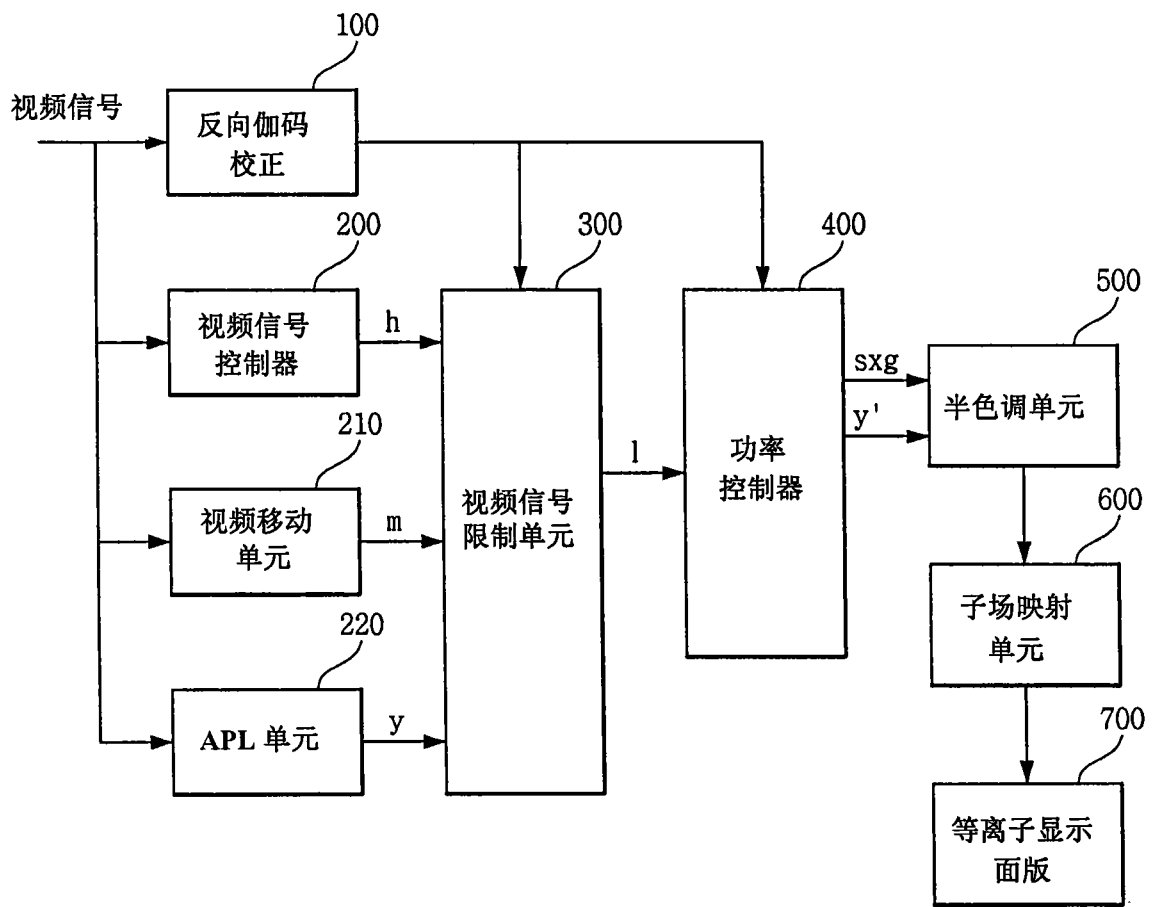 100
视频信号
反向伽码
校正
200
300
400
500
视频信号
控制器
h
sxg
y'
半色调单元
210
视频移动
单元
m
视频信号
限制单元
l
功率
控制器
600
子场映射
单元
220
APL 单元
y
700
等离子显示
面版